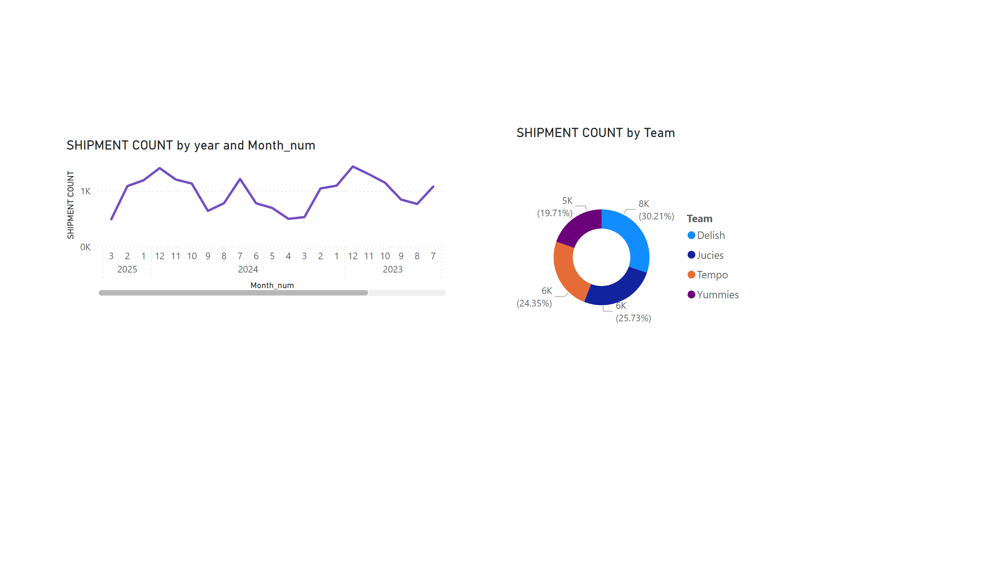 SHIPMENT COUNT by year and Month_num
SHIPMENT COUNT
1K
0K
3 2 1 12 11 10 9 8 7 6 5 4 3 2 1 12 11 10 9 8 7
2025 2024 2023
Month_num
SHIPMENT COUNT by Team
5K
(19.71%)
8K
(30.21%)
6K
(24.35%)
6K
(25.73%)
Team
Delish
Jucies
Tempo
Yummies